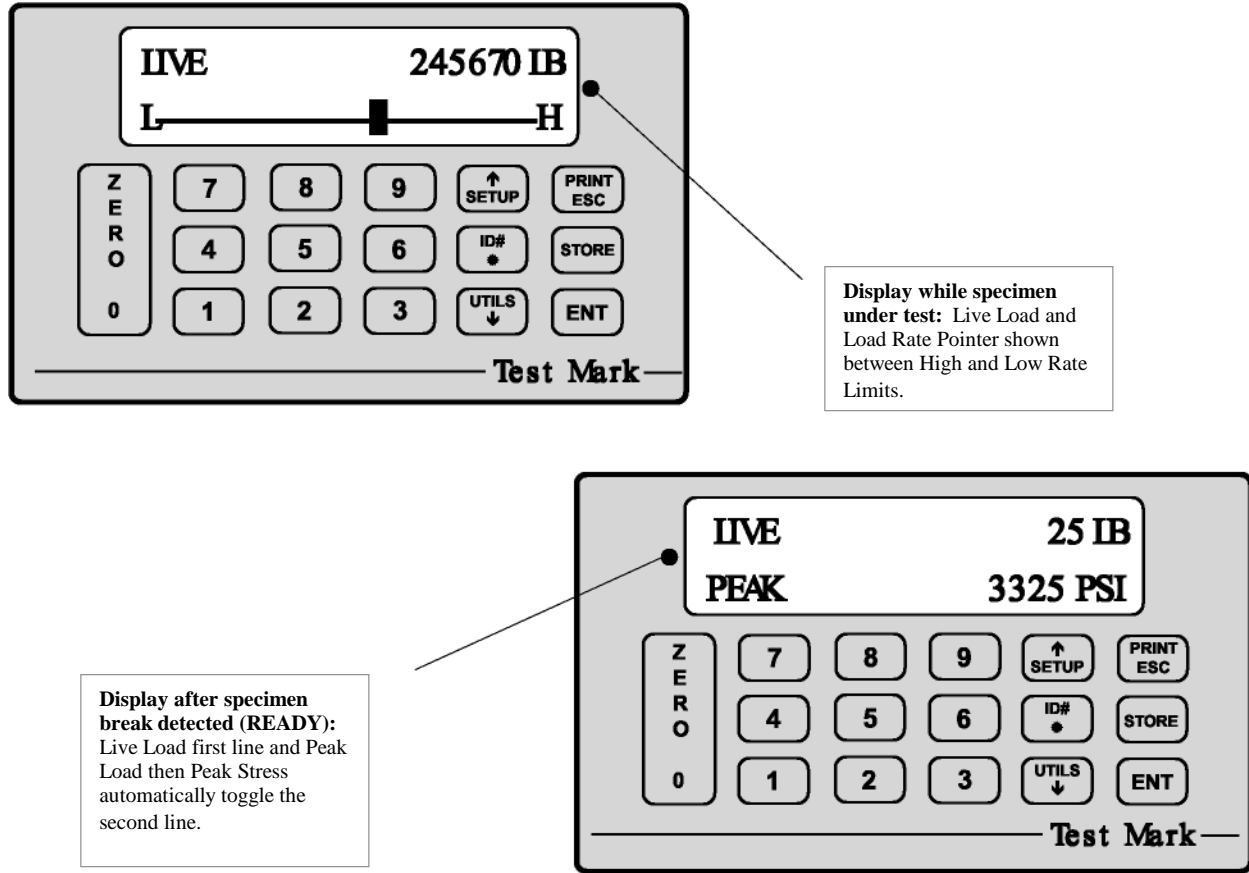 LIVE 245670 LB
L H
ZERO 0
7 8 9 ↑ SETUP PRINT ESC
4 5 6 ID# * STORE
1 2 3 UTILS ↓ ENT
Test Mark
Display while specimen
under test: Live Load and
Load Rate Pointer shown
between High and Low Rate
Limits.
LIVE 25 LB
PEAK 3325 PSI
ZERO 0
7 8 9 ↑ SETUP PRINT ESC
4 5 6 ID# * STORE
1 2 3 UTILS ↓ ENT
Test Mark
Display after specimen
break detected (READY):
Live Load first line and Peak
Load then Peak Stress
automatically toggle the
second line.